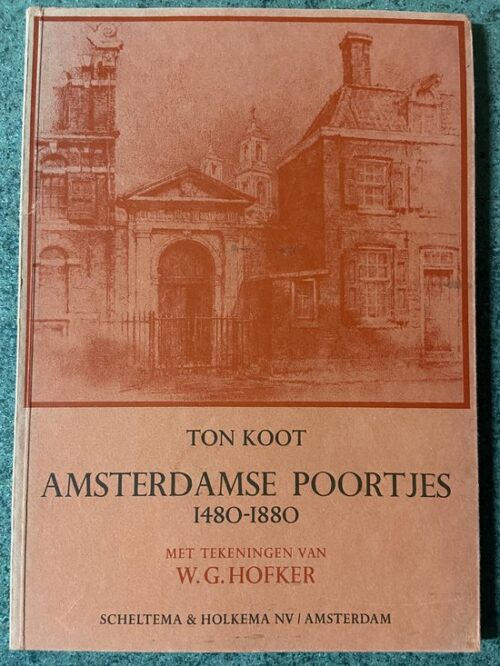 TON KOOT
AMSTERDAMSE POORTJES
1480-1880
MET TEKENINGEN VAN
W. G. HOFKER
SCHELTEMA & HOLKEMA NV / AMSTERDAM